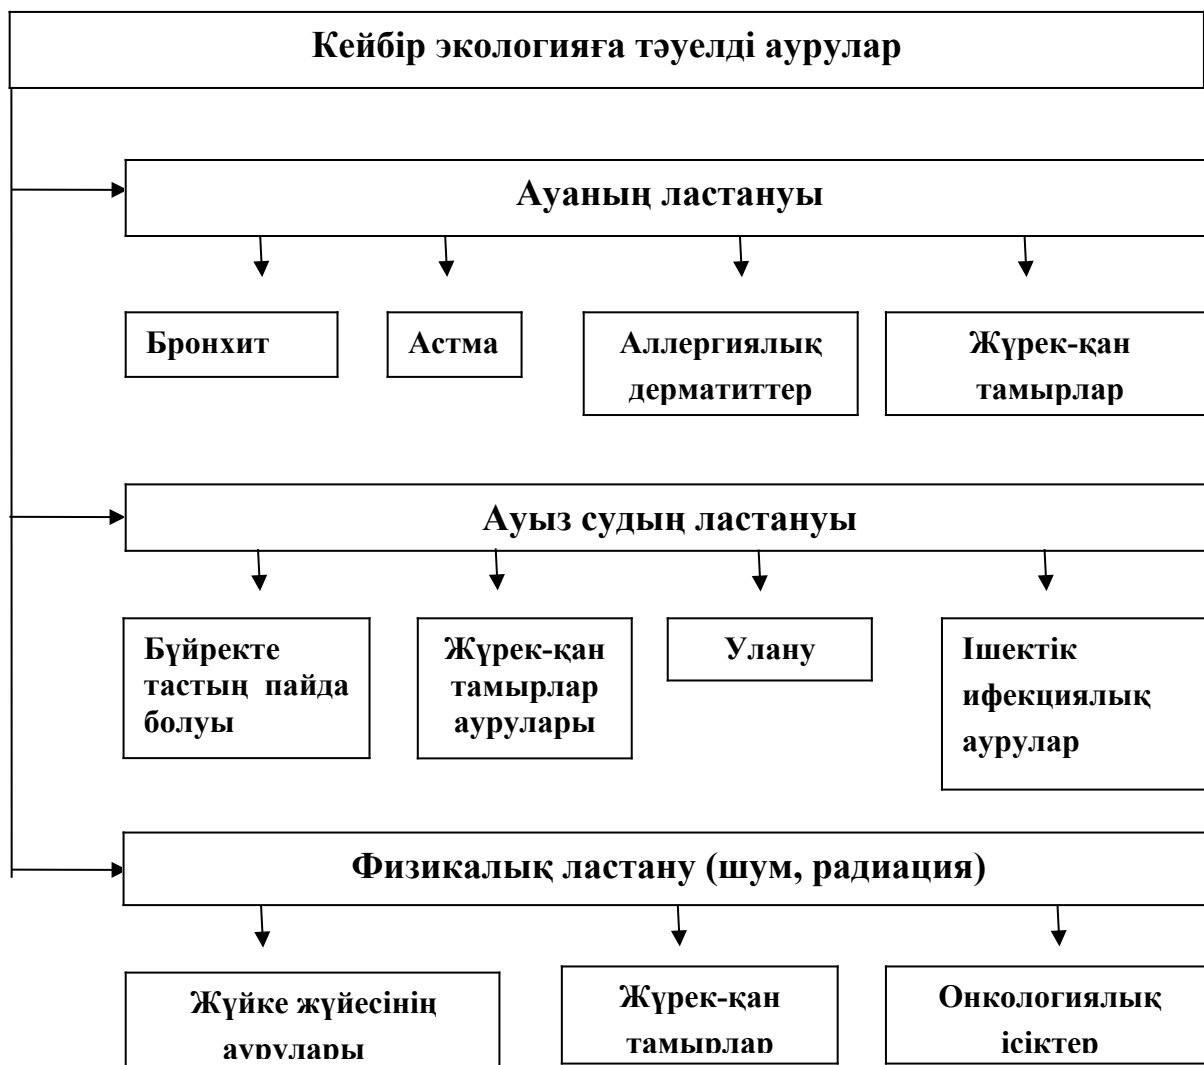 Кейбір экологияға тәуелді аурулар
Ауаның ластануы
Бронхит
Астма
Аллергиялық
дерматиттер
Жүрек-қан
тамырлар
Ауыз судың ластануы
Бүйректе
тастың пайда
болуы
Жүрек-қан
тамырлар
аурулары
Улану
Ішектік
ифекциялық
аурулар
Физикалық ластану (шум, радиация)
Жүйке жүйесінің
аурулары
Жүрек-қан
тамырлар
Онкологиялық
ісіктер